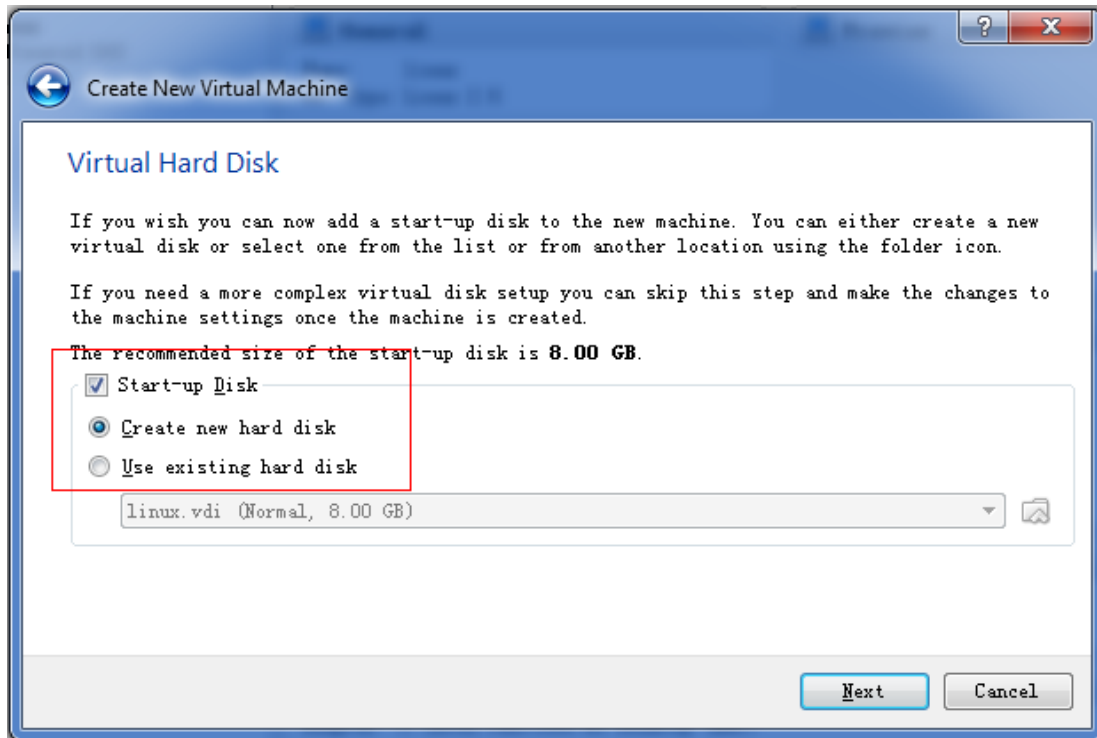 General
Create New Virtual Machine
Virtual Hard Disk
If you wish you can now add a start-up disk to the new machine. You can either create a new
virtual disk or select one from the list or from another location using the folder icon.
If you need a more complex virtual disk setup you can skip this step and make the changes to
the machine settings once the machine is created.
The recommended size of the start-up disk is 8.00 GB.
Start-up Disk
Create new hard disk
Use existing hard disk
linux.vdi (Normal, 8.00 GB)
Next
Cancel